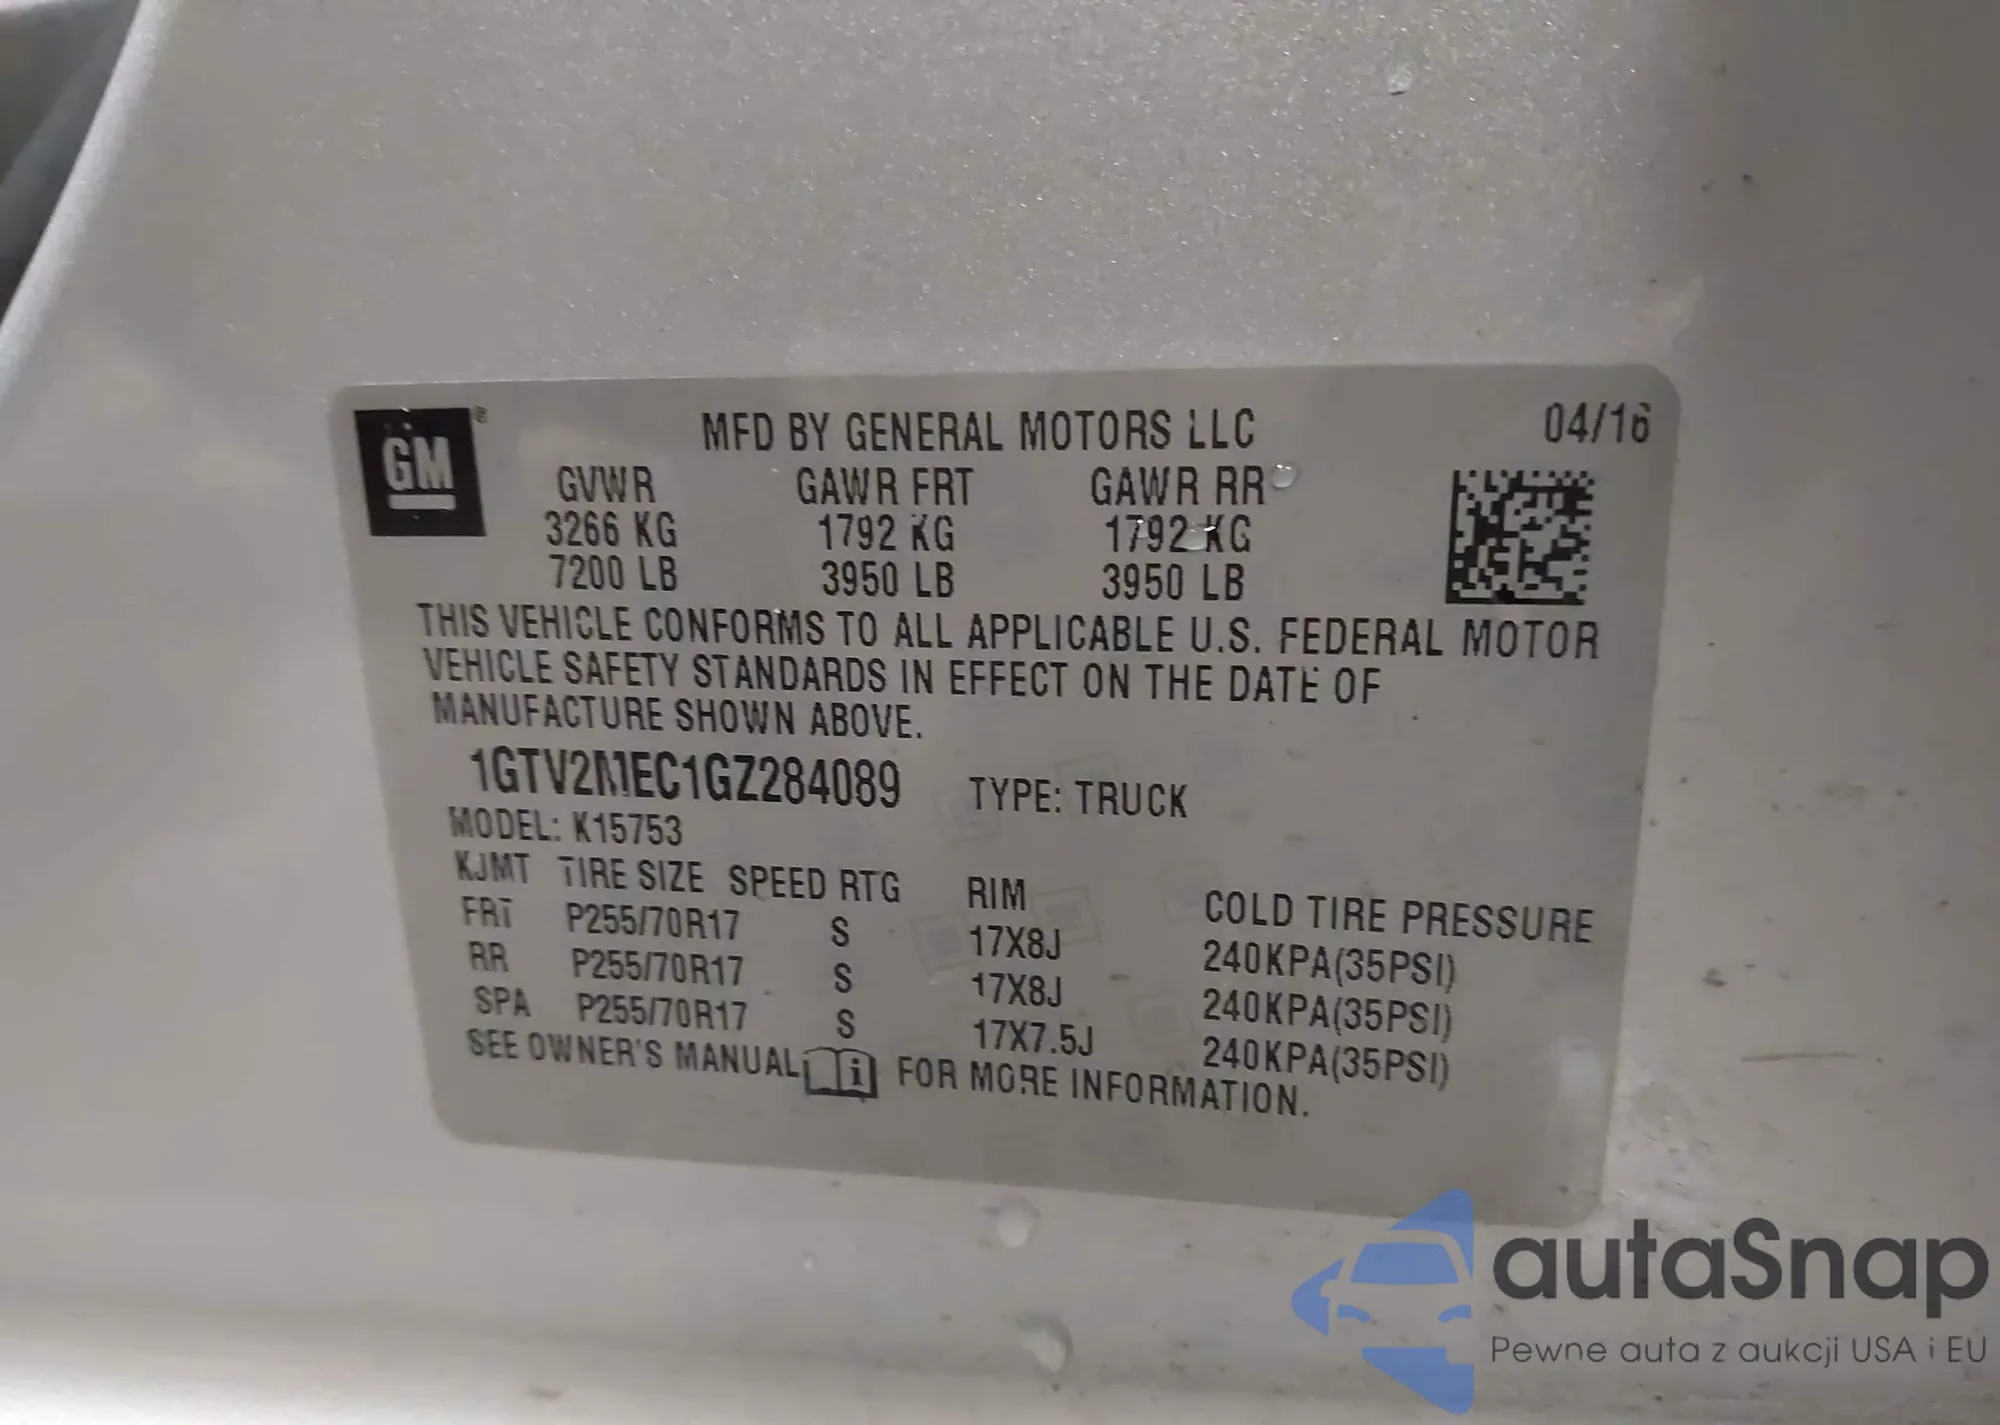 GM®
MFD BY GENERAL MOTORS LLC 04/16
GVWR GAWR FRT GAWR RR
3266 KG 1792 KG 1792 KG
7200 LB 3950 LB 3950 LB
THIS VEHICLE CONFORMS TO ALL APPLICABLE U.S. FEDERAL MOTOR
VEHICLE SAFETY STANDARDS IN EFFECT ON THE DATE OF
MANUFACTURE SHOWN ABOVE.
1GTV2MEC1GZ284089 TYPE: TRUCK
MODEL: K15753
KJMT TIRE SIZE SPEED RTG RIM COLD TIRE PRESSURE
FRT P255/70R17 S 17X8J 240KPA(35PSI)
RR P255/70R17 S 17X8J 240KPA(35PSI)
SPA P255/70R17 S 17X7.5J 240KPA(35PSI)
SEE OWNER'S MANUAL i FOR MORE INFORMATION.
autaSnap
Pewne auta z aukcji USA i EU